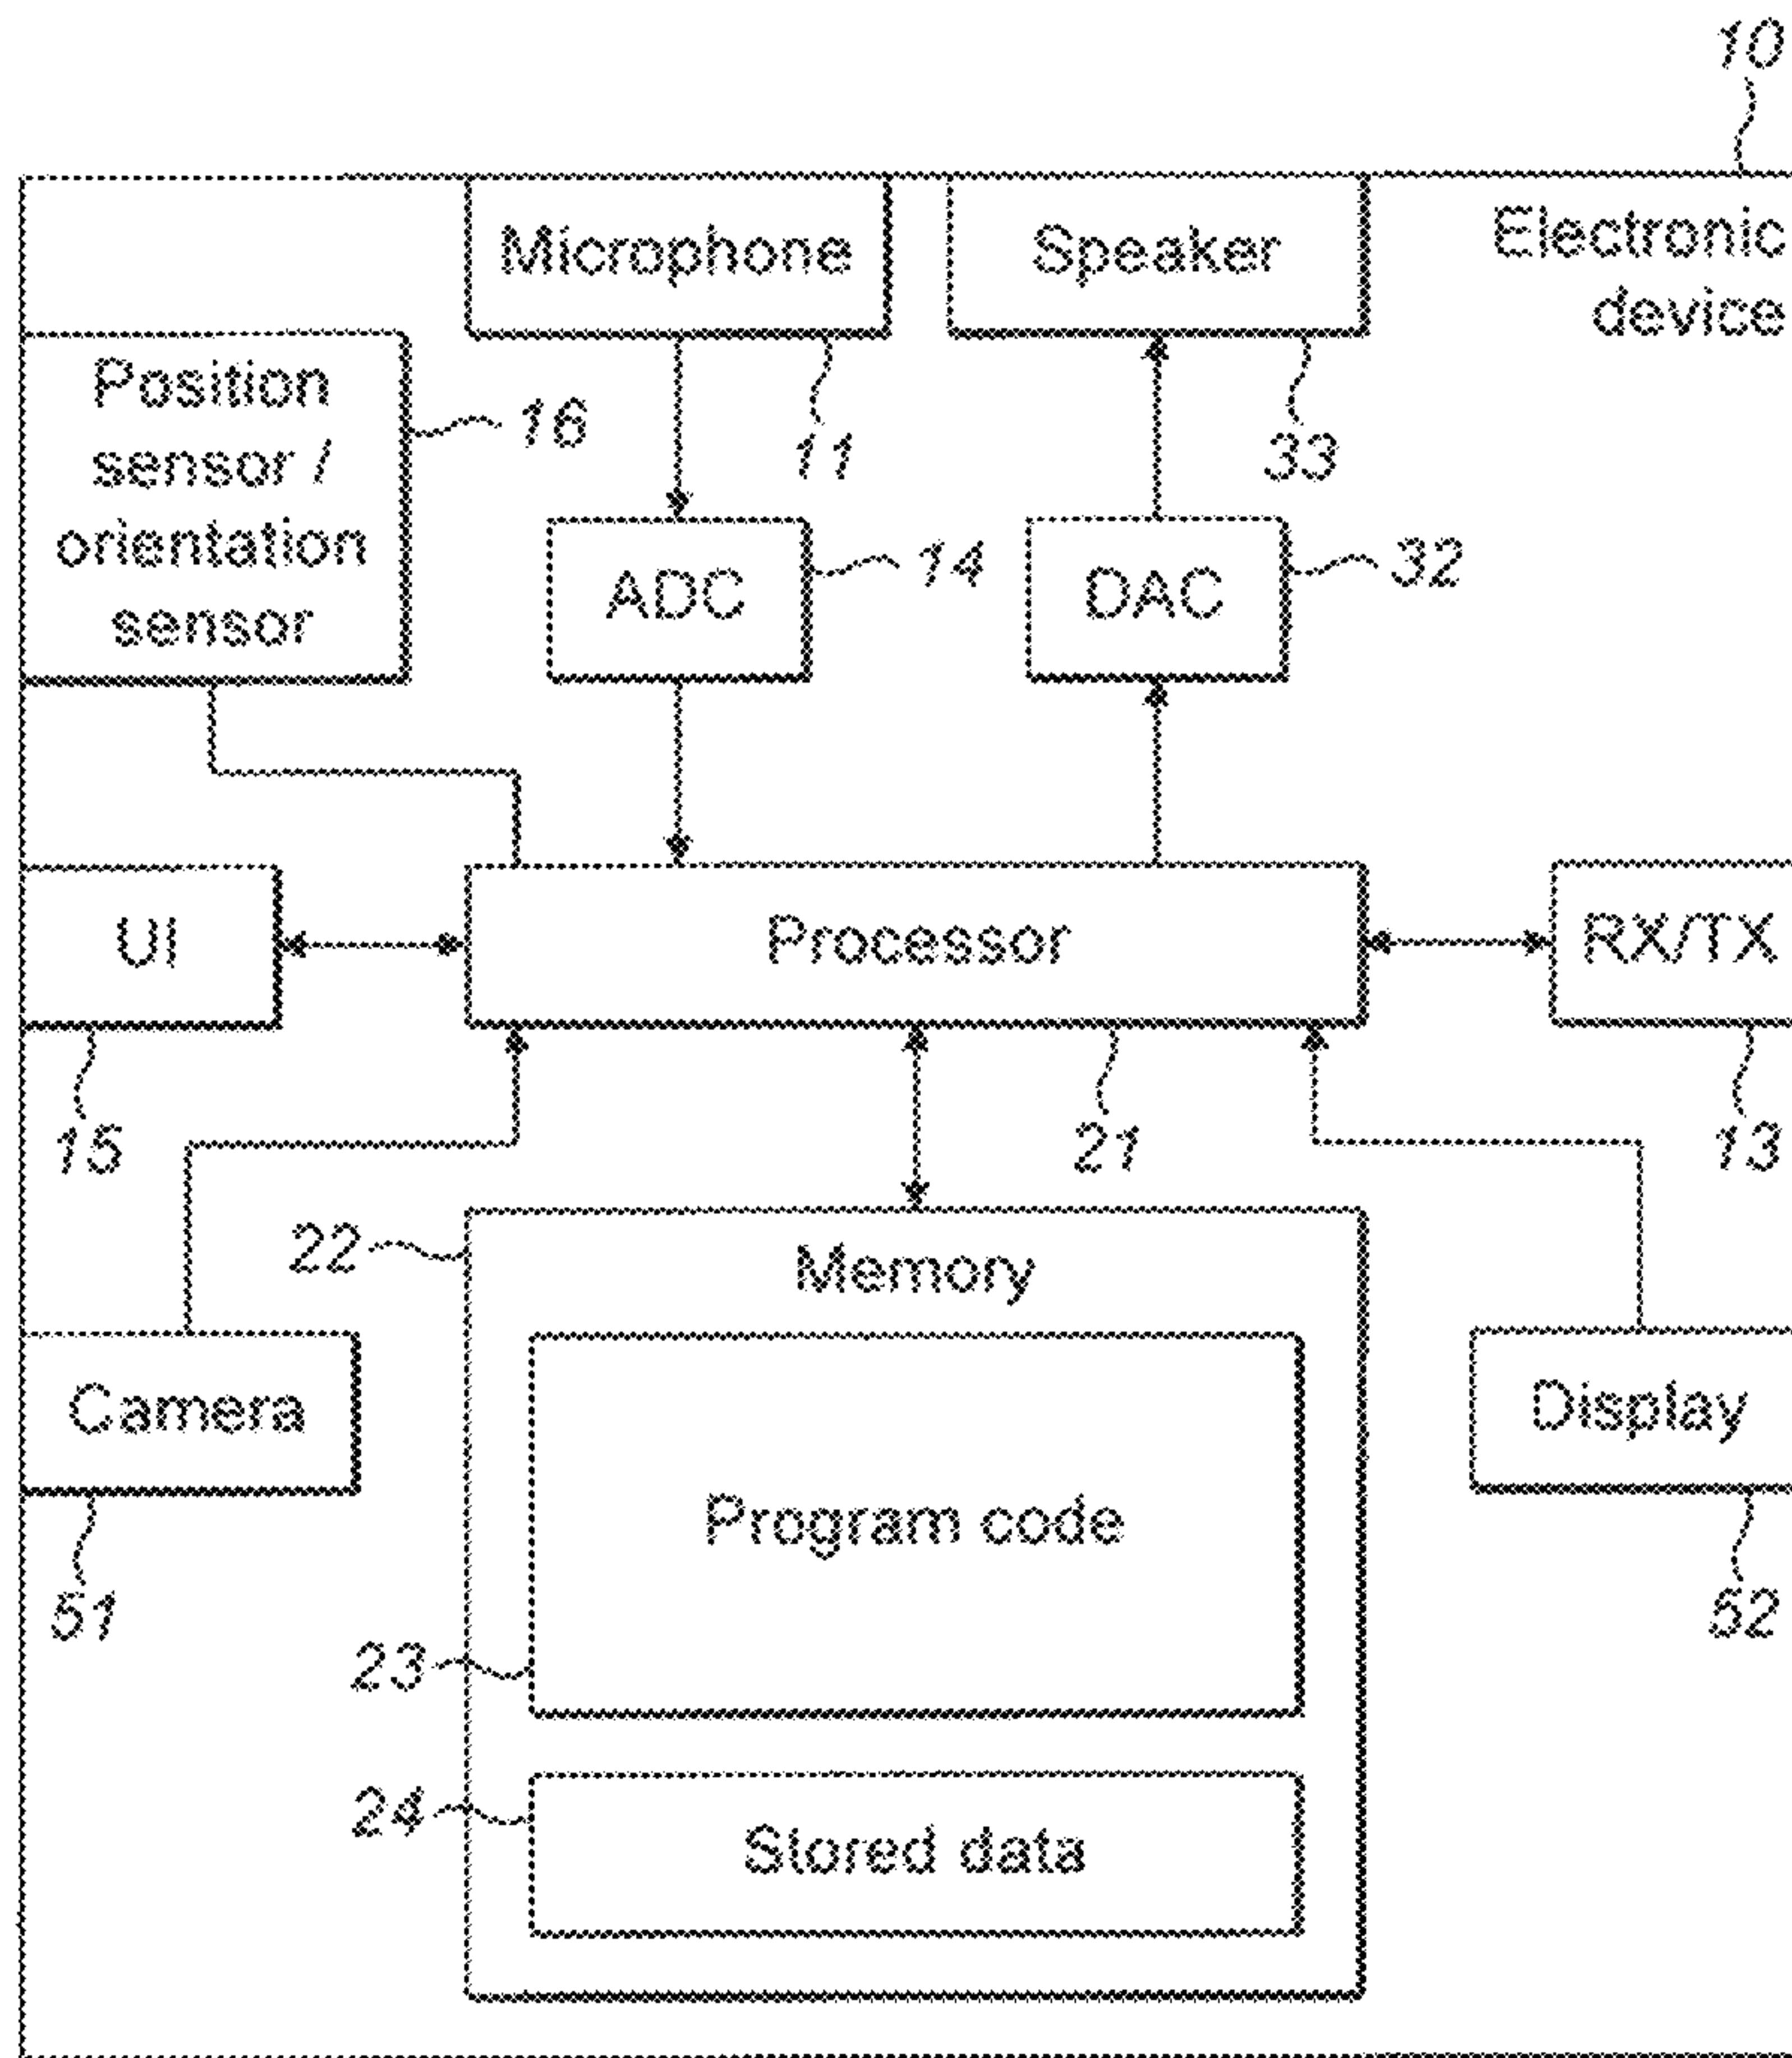 10
Microphone
Speaker
Electronic
device
Position
sensor /
orientation
sensor
16
11
33
ADC
14
DAC
32
UI
Processor
RX/TX
15
21
13
22
Memory
Camera
Display
Program code
51
52
23
24
Stored data